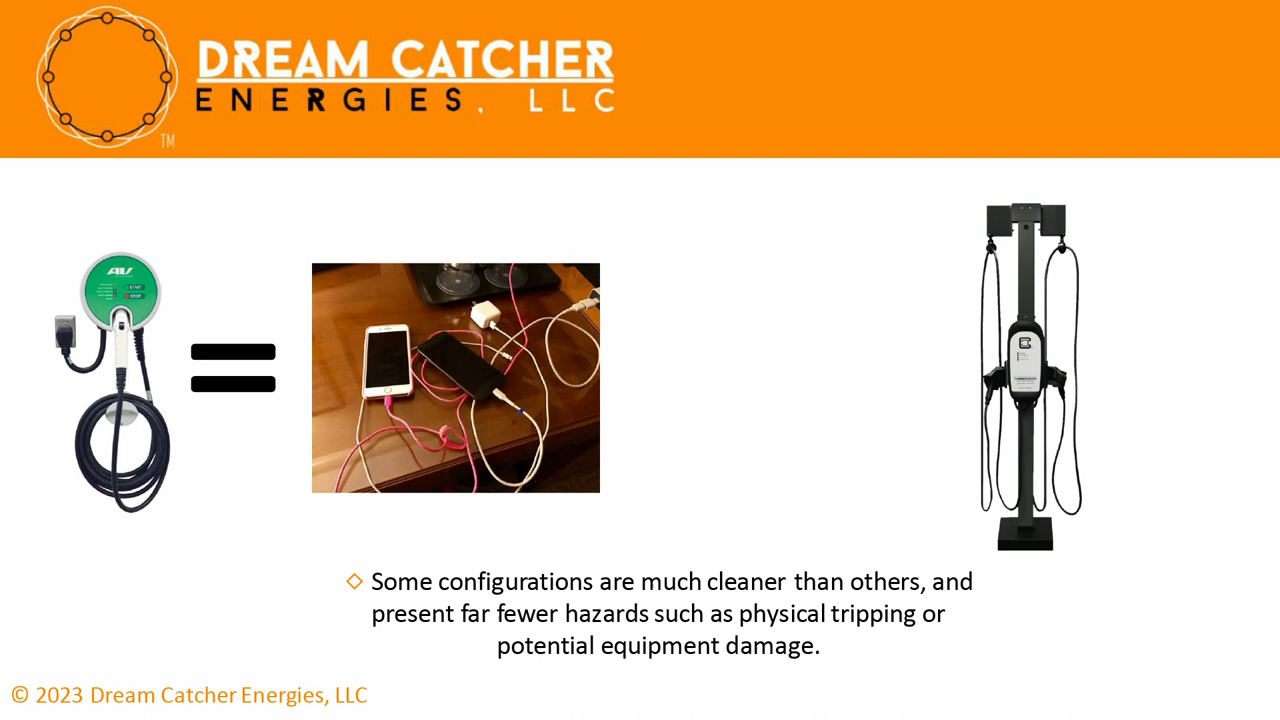 DREAM CATCHER
ENERGIES, LLC
TM
AV
START
STOP
Some configurations are much cleaner than others, and
present far fewer hazards such as physical tripping or
potential equipment damage.
© 2023 Dream Catcher Energies, LLC